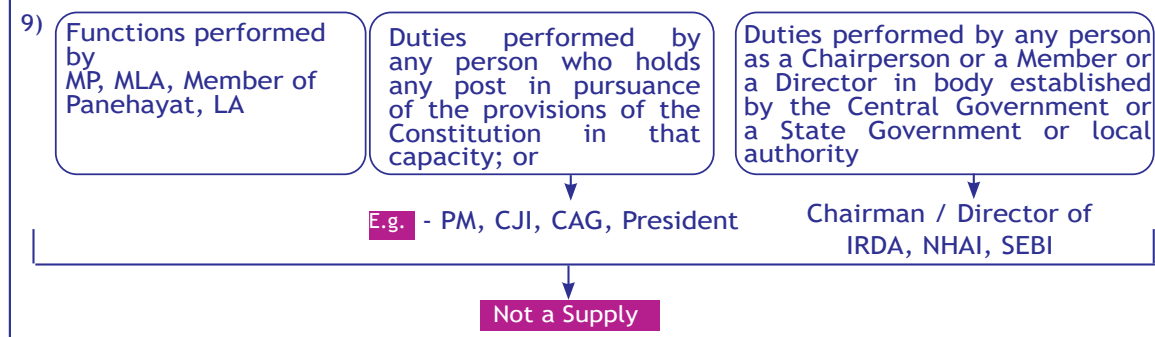 9)
Functions performed
by
MP, MLA, Member of
Panehayat, LA
Duties performed by
any person who holds
any post in pursuance
of the provisions of the
Constitution in that
capacity; or
Duties performed by any person
as a Chairperson or a Member or
a Director in body established
by the Central Government or
a State Government or local
authority
E.g. - PM, CJI, CAG, President
Chairman / Director of
IRDA, NHAI, SEBI
Not a Supply